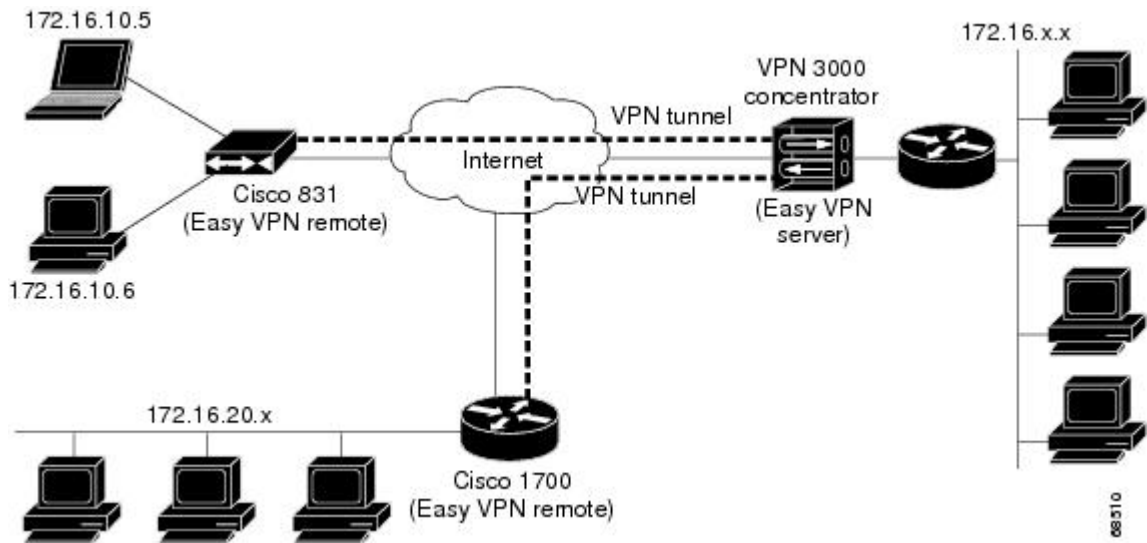 172.16.10.5
172.16.x.x
VPN 3000
concentrator
VPN tunnel
Internet
Cisco 831
(Easy VPN remote)
VPN tunnel
(Easy VPN
server)
172.16.10.6
172.16.20.x
Cisco 1700
(Easy VPN remote)
68510